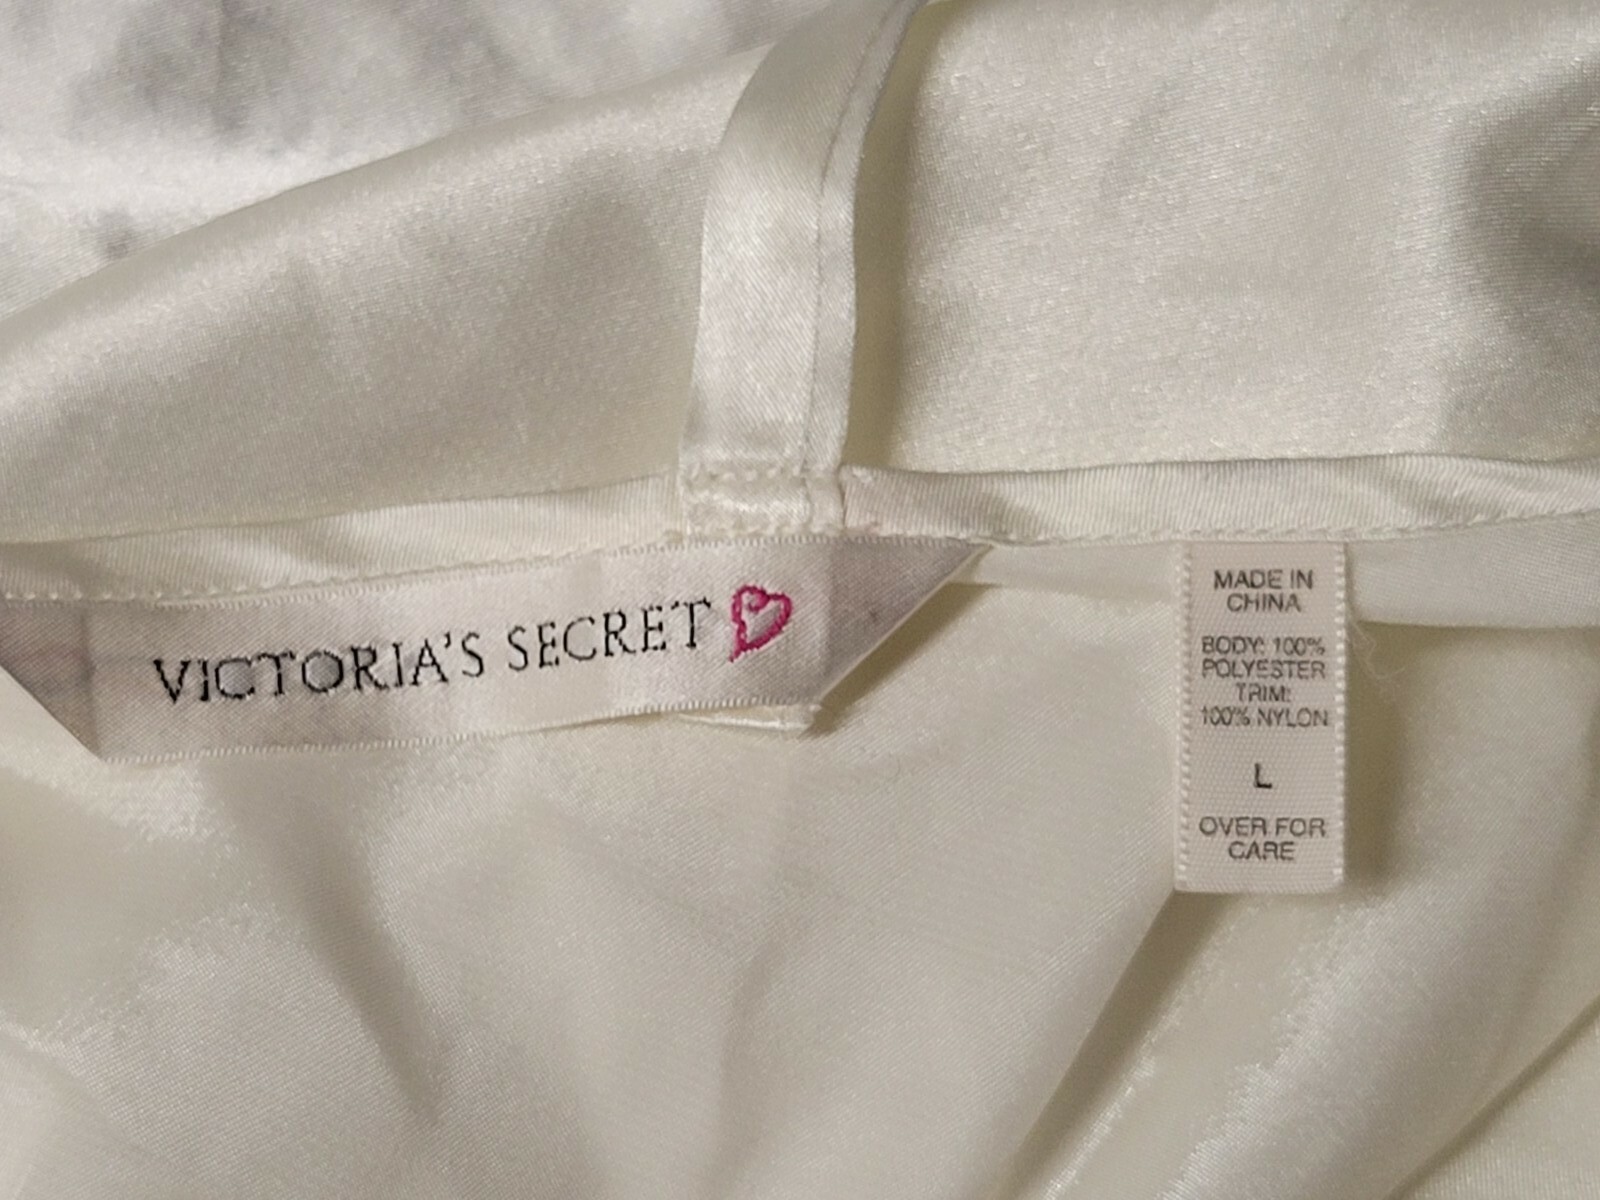 VICTORIA'S SECRET
MADE IN
CHINA
BODY: 100%
POLYESTER
TRIM:
100% NYLON
L
OVER FOR
CARE